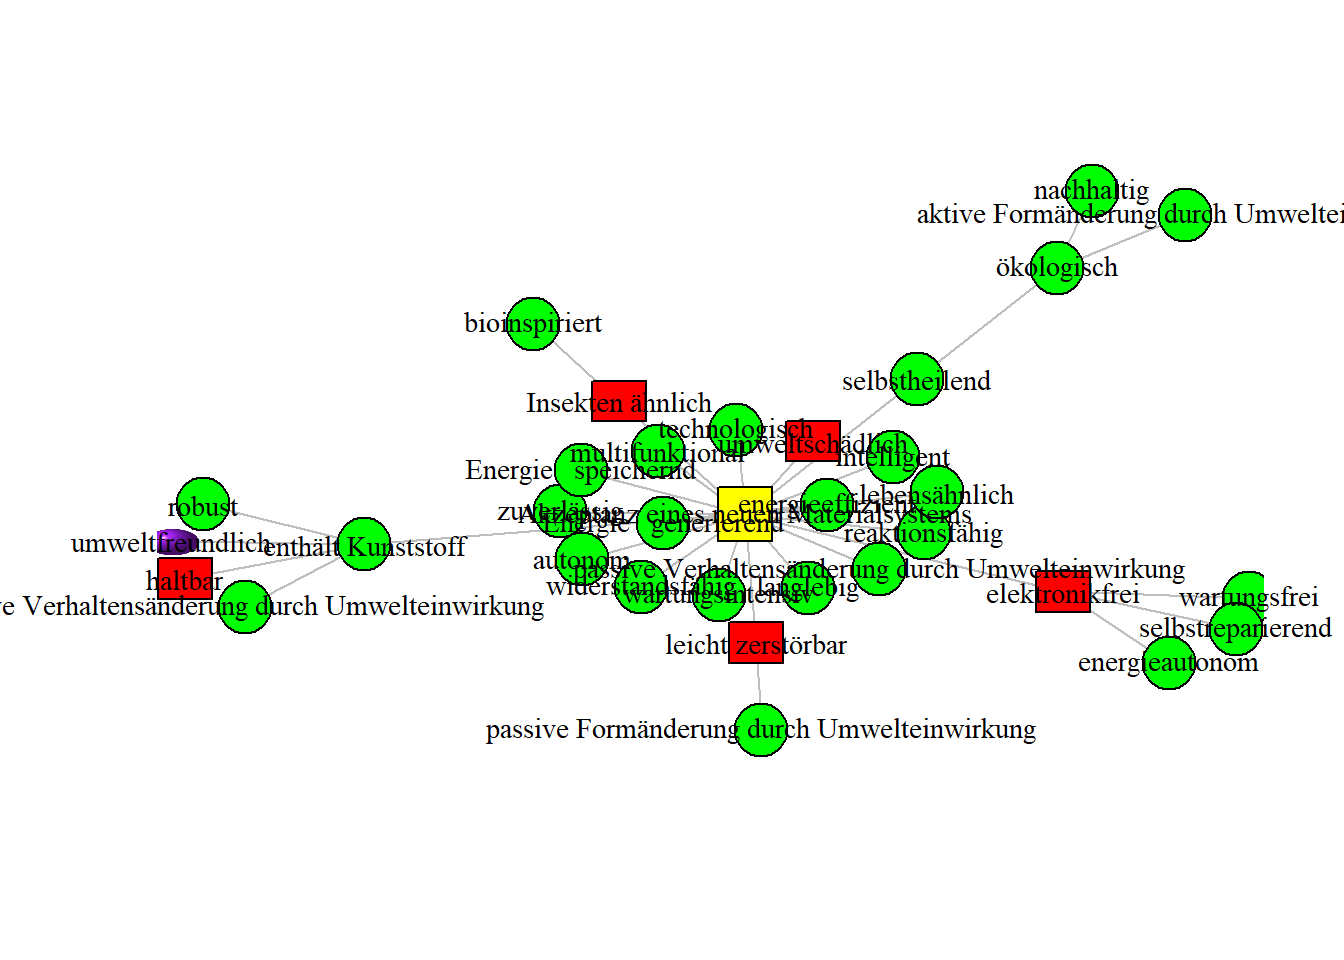 nachhaltig
aktive Formänderung durch Umweltei
ökologisch
bioinspiriert
selbstheilend
Insekten ähnlich
technologisch
umweltschädlich
multifunktional
intelligent
Energie speichernd
lebensähnlich
energieeffizient
robust
zuverlässig
Akzeptanz eines neuen Materialsystems
Energie generierend
reaktionsfähig
umweltfreundlich
enthält Kunststoff
autonom
passive Verhaltensänderung durch Umwelteinwirkung
haltbar
widerstandsfähig
wartungsintensiv
langlebig
elektronikfrei
wartungsfrei
ve Verhaltensänderung durch Umwelteinwirkung
selbstreparierend
leicht zerstörbar
energieautonom
passive Formänderung durch Umwelteinwirkung